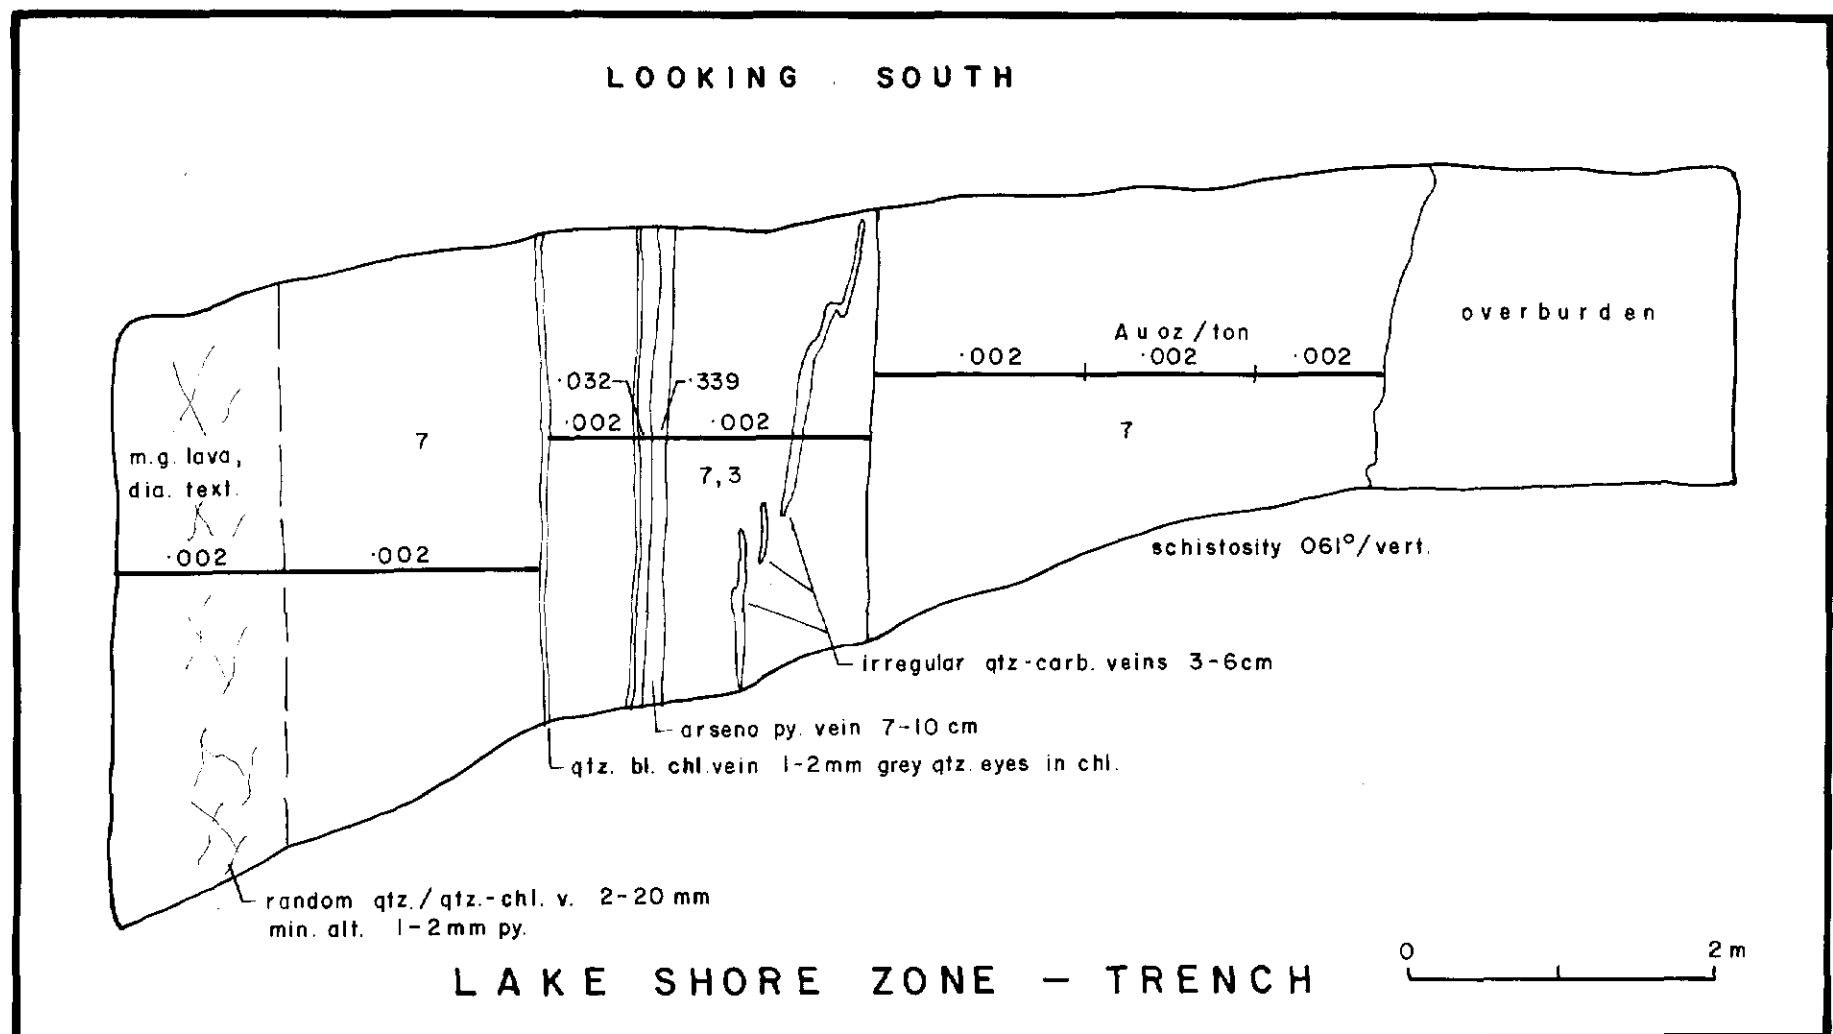 LOOKING SOUTH
overburden
Au oz/ton
·002 ·002 ·002
·032 ·339
·002 ·002
7
7
m.g. lava,
dia. text.
7,3
·002 ·002
schistosity 061°/vert.
irregular qtz-carb. veins 3-6cm
arseno py. vein 7-10 cm
qtz. bl. chl. vein 1-2mm grey qtz. eyes in chl.
random qtz./qtz.-chl. v. 2-20 mm
min. alt. 1-2mm py.
0 2 m
LAKE SHORE ZONE - TRENCH